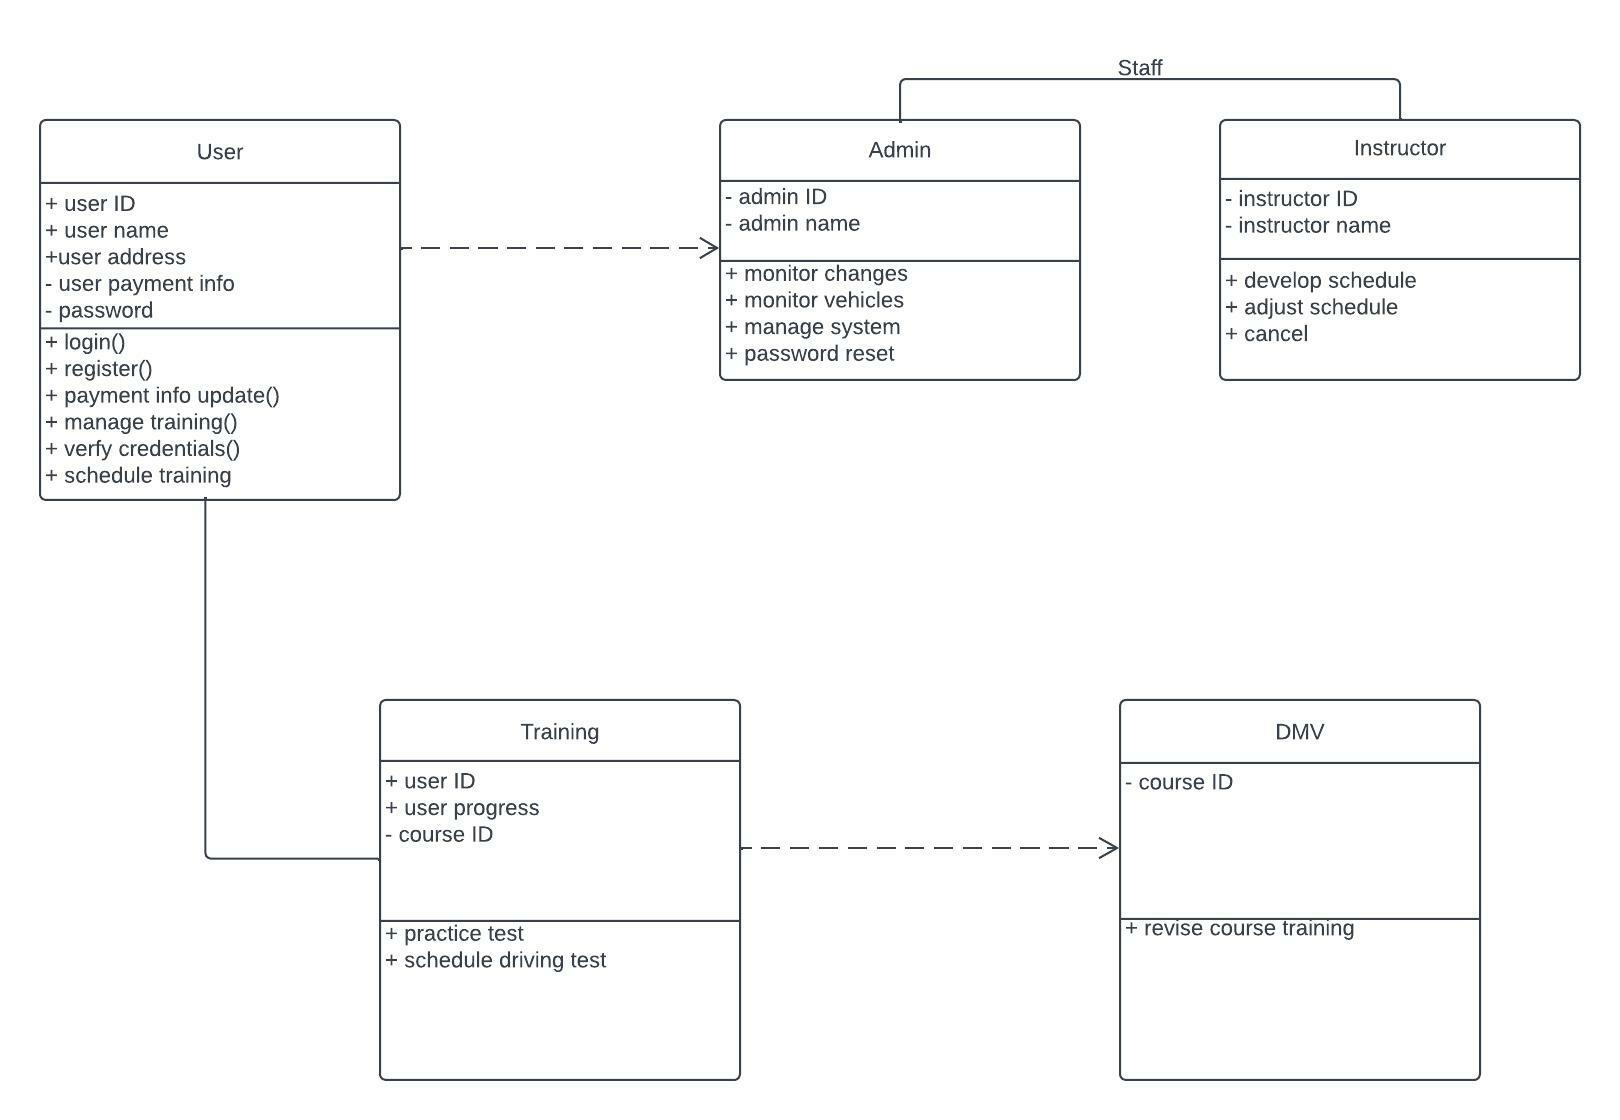 Staff
User
+ user ID
+ user name
+user address
- user payment info
- password
+ login()
+ register()
+ payment info update()
+ manage training()
+ verfy credentials()
+ schedule training
Admin
- admin ID
- admin name
+ monitor changes
+ monitor vehicles
+ manage system
+ password reset
Instructor
- instructor ID
- instructor name
+ develop schedule
+ adjust schedule
+ cancel
Training
+ user ID
+ user progress
- course ID
+ practice test
+ schedule driving test
DMV
- course ID
+ revise course training